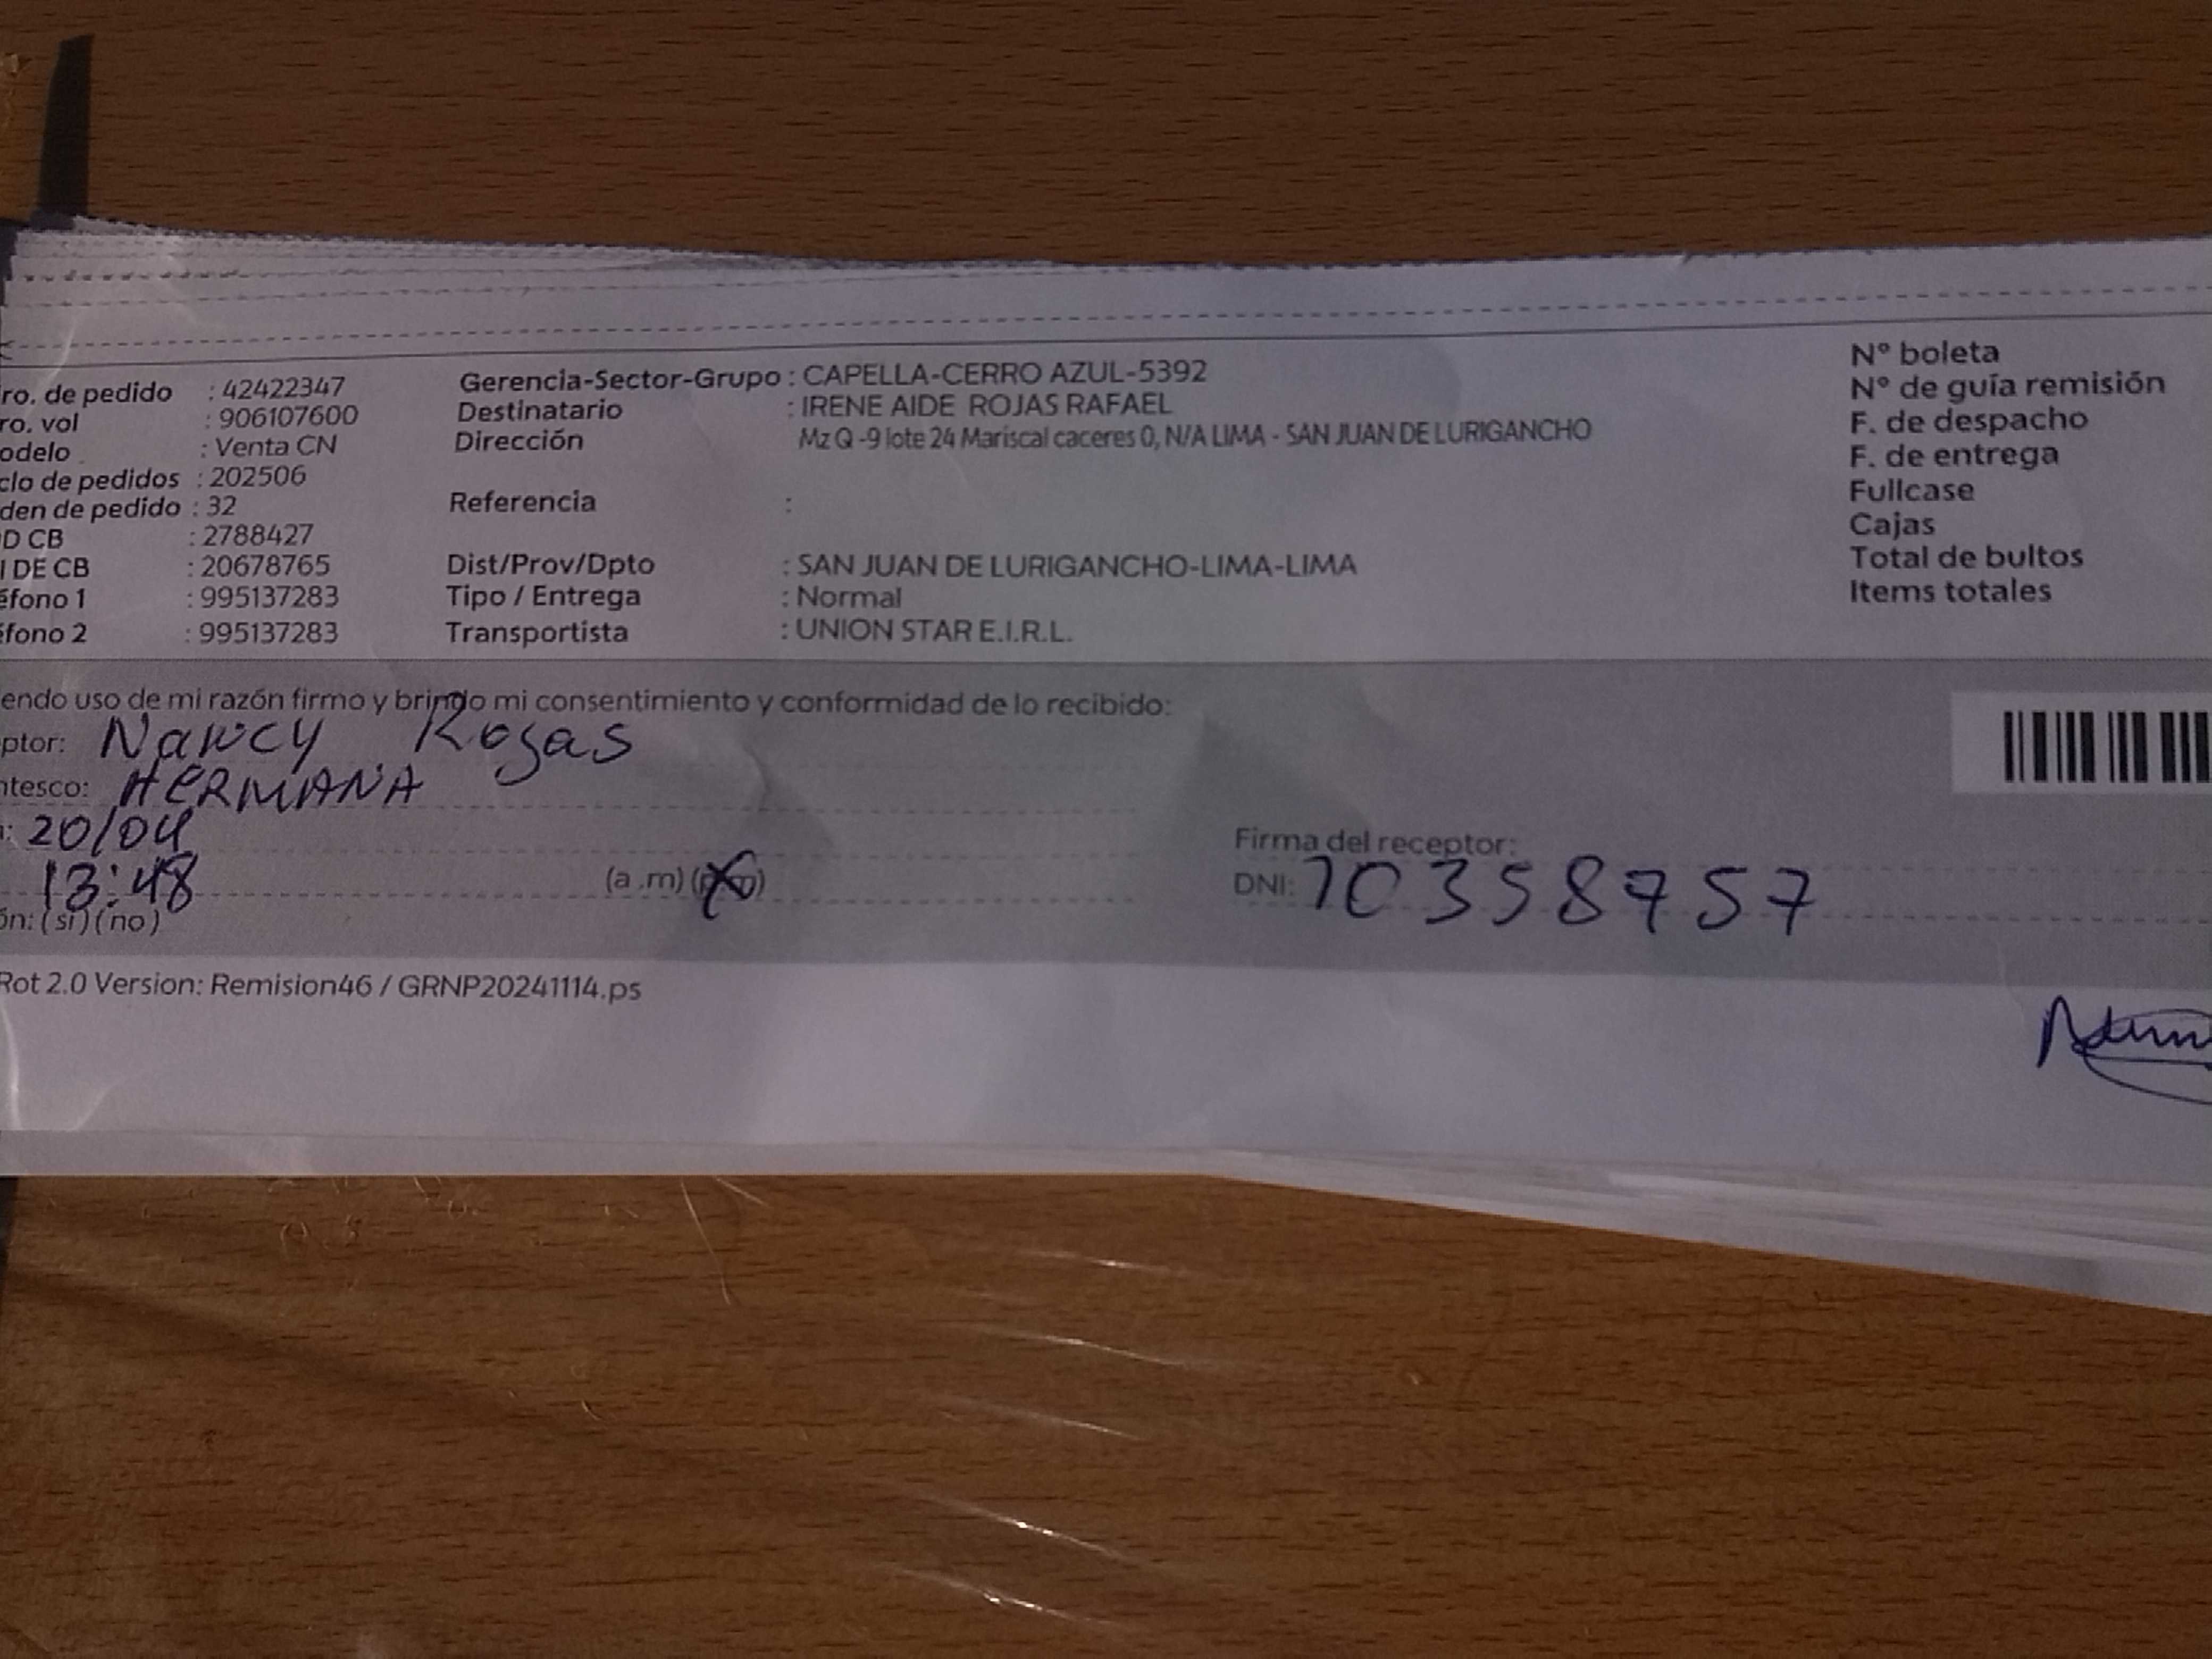 ro. de pedido : 42422347
ro. vol : 906107600
odelo : Venta CN
clo de pedidos : 202506
den de pedido : 32
D CB : 2788427
I DE CB : 20678765
éfono 1 : 995137283
éfono 2 : 995137283
Gerencia-Sector-Grupo : CAPELLA-CERRO AZUL-5392
Destinatario : IRENE AIDE ROJAS RAFAEL
Dirección Mz Q -9 lote 24 Mariscal caceres 0, N/A LIMA - SAN JUAN DE LURIGANCHO
Referencia :
Dist/Prov/Dpto : SAN JUAN DE LURIGANCHO-LIMA-LIMA
Tipo / Entrega : Normal
Transportista : UNION STAR E.I.R.L.
N° boleta
N° de guía remisión
F. de despacho
F. de entrega
Fullcase
Cajas
Total de bultos
Items totales
endo uso de mi razón firmo y brindo mi consentimiento y conformidad de lo recibido:
ptor: Nancy Rojas
ntesco: HERMANA
: 20/04
13:48 (a .m) (p.m)
ón: (si) (no)
Firma del receptor:
DNI: 70358757
Rot 2.0 Version: Remision46 / GRNP20241114.ps